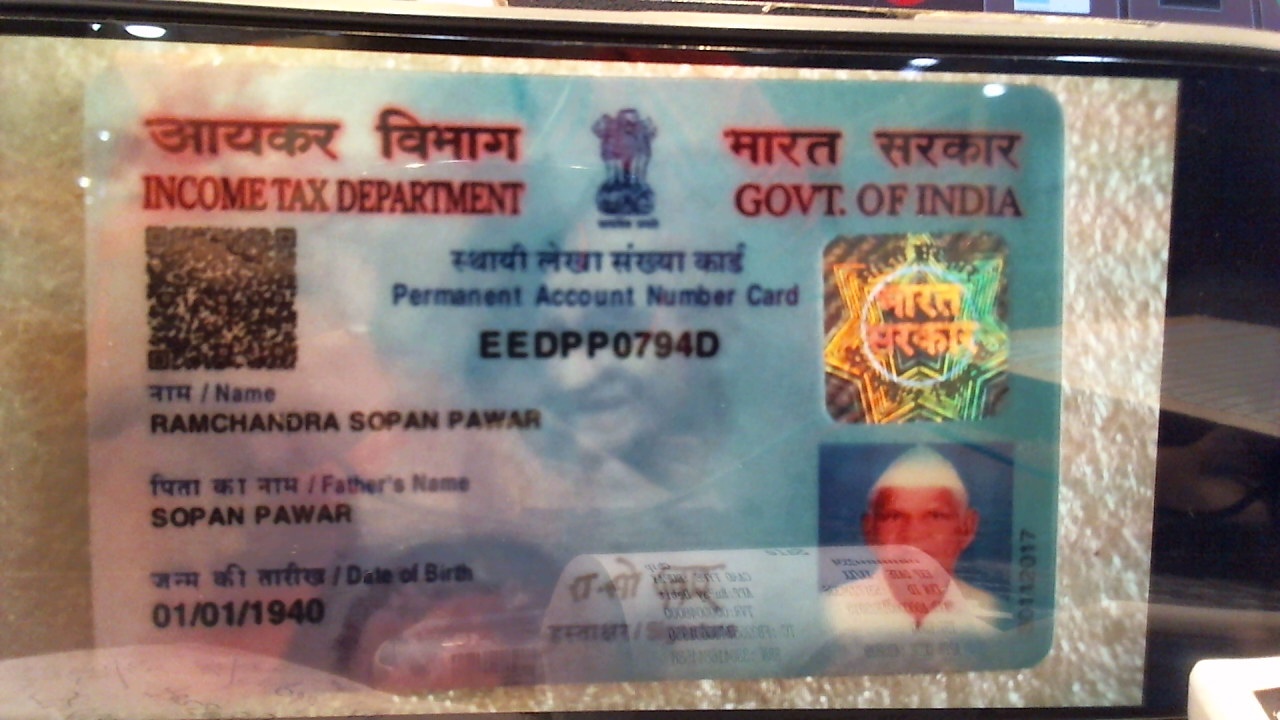 आयकर विभाग
INCOME TAX DEPARTMENT
भारत सरकार
GOVT. OF INDIA
स्थायी लेखा संख्या कार्ड
Permanent Account Number Card
EEDPP0794D
भारत
सरकार
नाम / Name
RAMCHANDRA SOPAN PAWAR
पिता का नाम / Father's Name
SOPAN PAWAR
जन्म की तारीख / Date of Birth
01/01/1940
हस्ताक्षर /